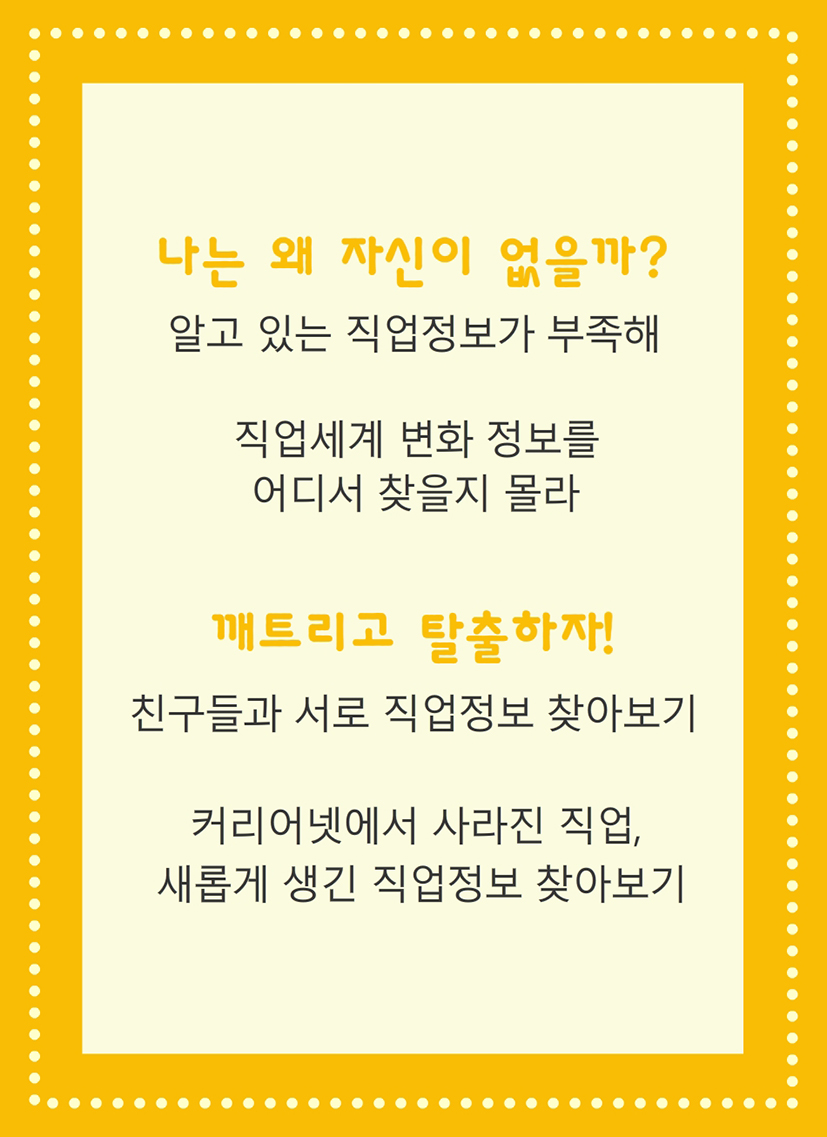 나는 왜 자신이 없을까?
알고 있는 직업정보가 부족해
직업세계 변화 정보를
어디서 찾을지 몰라
깨트리고 탈출하자!
친구들과 서로 직업정보 찾아보기
커리어넷에서 사라진 직업,
새롭게 생긴 직업정보 찾아보기